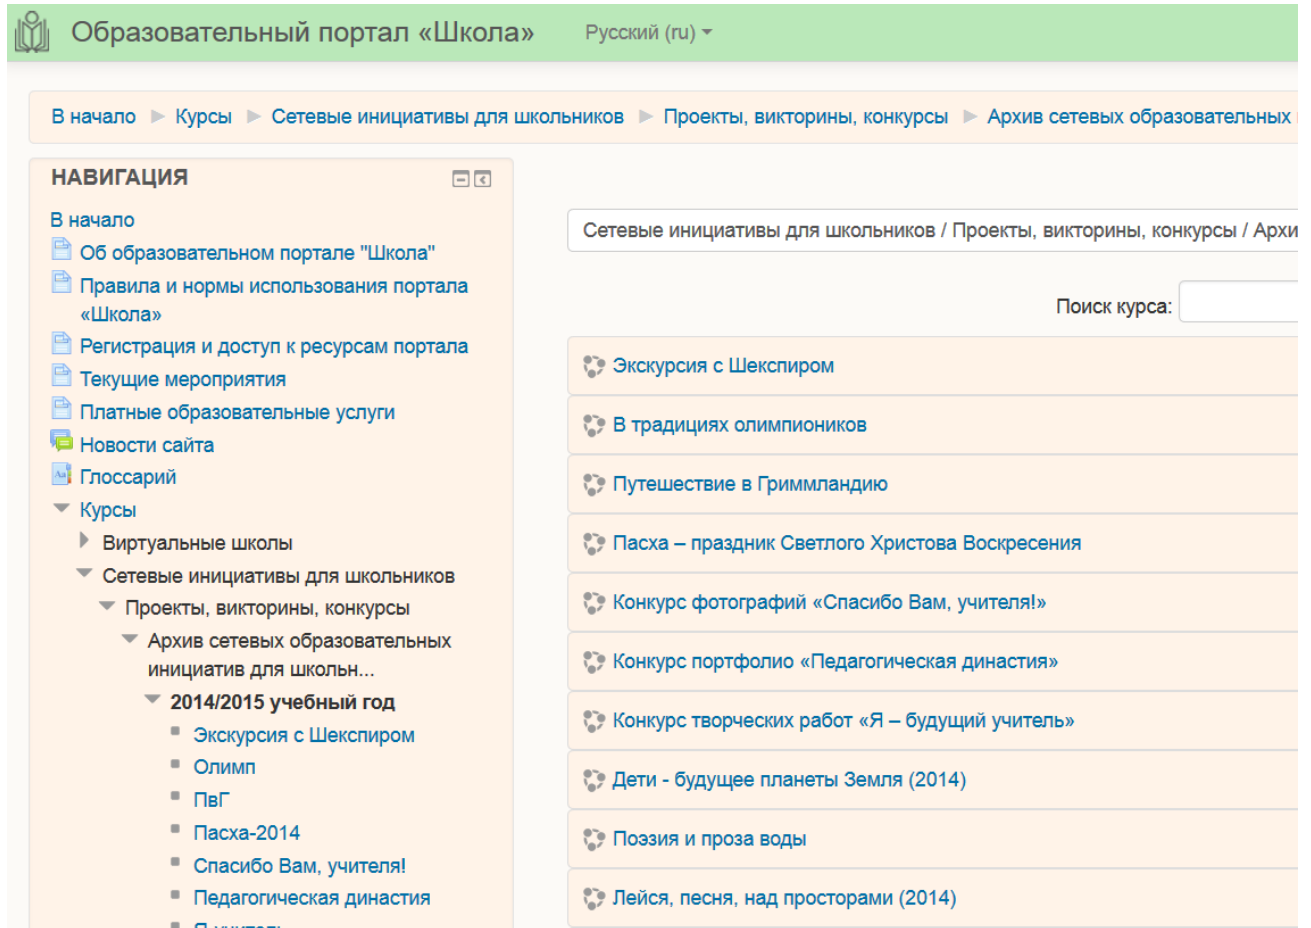 Образовательный портал «Школа»
Русский (ru)
В начало
Курсы
Сетевые инициативы для школьников
Проекты, викторины, конкурсы
Архив сетевых образовательных
НАВИГАЦИЯ
В начало
Об образовательном портале "Школа"
Правила и нормы использования портала
«Школа»
Регистрация и доступ к ресурсам портала
Текущие мероприятия
Платные образовательные услуги
Новости сайта
Глоссарий
Курсы
Виртуальные школы
Сетевые инициативы для школьников
Проекты, викторины, конкурсы
Архив сетевых образовательных
инициатив для школьн...
2014/2015 учебный год
Экскурсия с Шекспиром
Олимп
ПвГ
Пасха-2014
Спасибо Вам, учителя!
Педагогическая династия
Сетевые инициативы для школьников / Проекты, викторины, конкурсы / Архи
Поиск курса:
Экскурсия с Шекспиром
В традициях олимпиоников
Путешествие в Гриммландию
Пасха – праздник Светлого Христова Воскресения
Конкурс фотографий «Спасибо Вам, учителя!»
Конкурс портфолио «Педагогическая династия»
Конкурс творческих работ «Я – будущий учитель»
Дети - будущее планеты Земля (2014)
Поэзия и проза воды
Лейся, песня, над просторами (2014)